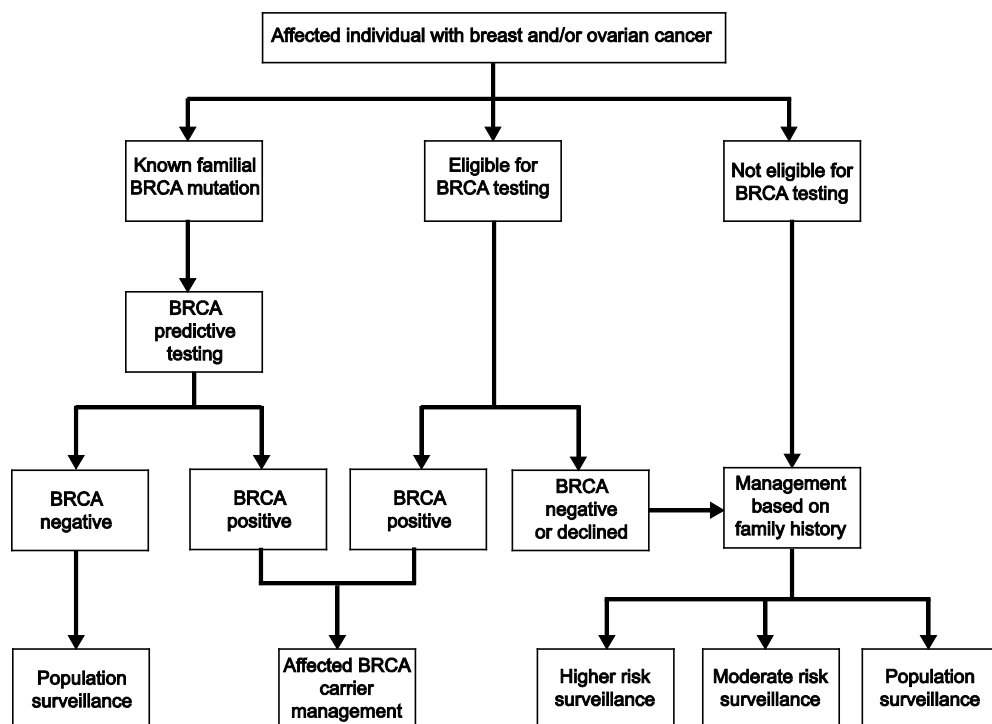 Affected individual with breast and/or ovarian cancer
Known familial
BRCA mutation
Eligible for
BRCA testing
Not eligible for
BRCA testing
BRCA
predictive
testing
BRCA
negative
BRCA
positive
BRCA
positive
BRCA
negative
or declined
Management
based on
family history
Population
surveillance
Affected BRCA
carrier
management
Higher risk
surveillance
Moderate risk
surveillance
Population
surveillance